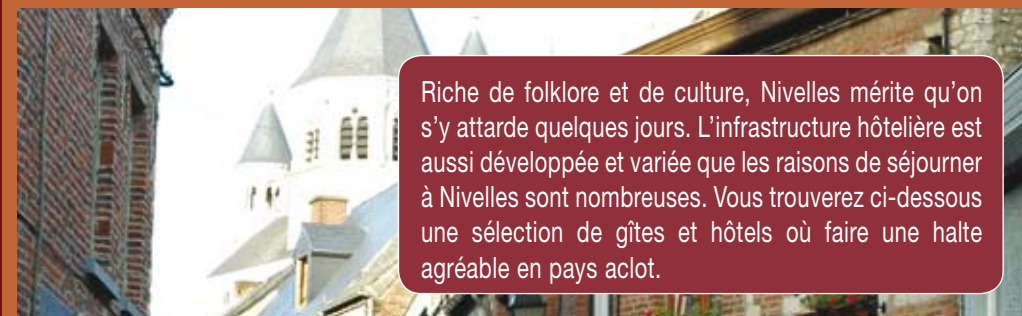 Riche de folklore et de culture, Nivelles mérite qu’on
s’y attarde quelques jours. L’infrastructure hôtelière est
aussi développée et variée que les raisons de séjourner
à Nivelles sont nombreuses. Vous trouverez ci-dessous
une sélection de gîtes et hôtels où faire une halte
agréable en pays aclot.